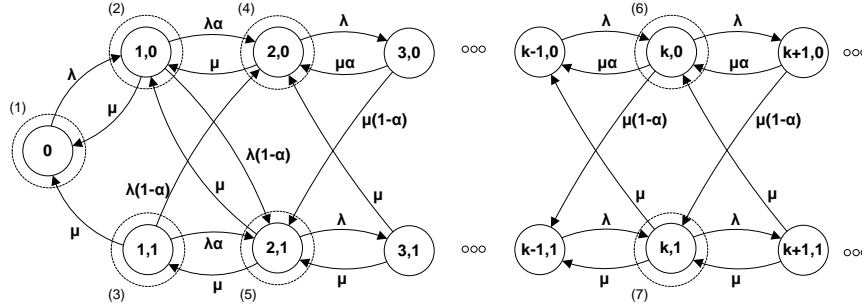 (2) (4) (6)
λα λ λ λ
1,0 2,0 3,0 ○○○ k-1,0 k,0 k+1,0 ○○○
μ μα μα μα
(1) λ
μ
μ(1-α) μ(1-α) μ(1-α)
0
λ(1-α)
λ(1-α)
μ μ μ μ μ
μ
λα λ λ λ
1,1 2,1 3,1 ○○○ k-1,1 k,1 k+1,1 ○○○
μ μ μ μ
(3) (5) (7)